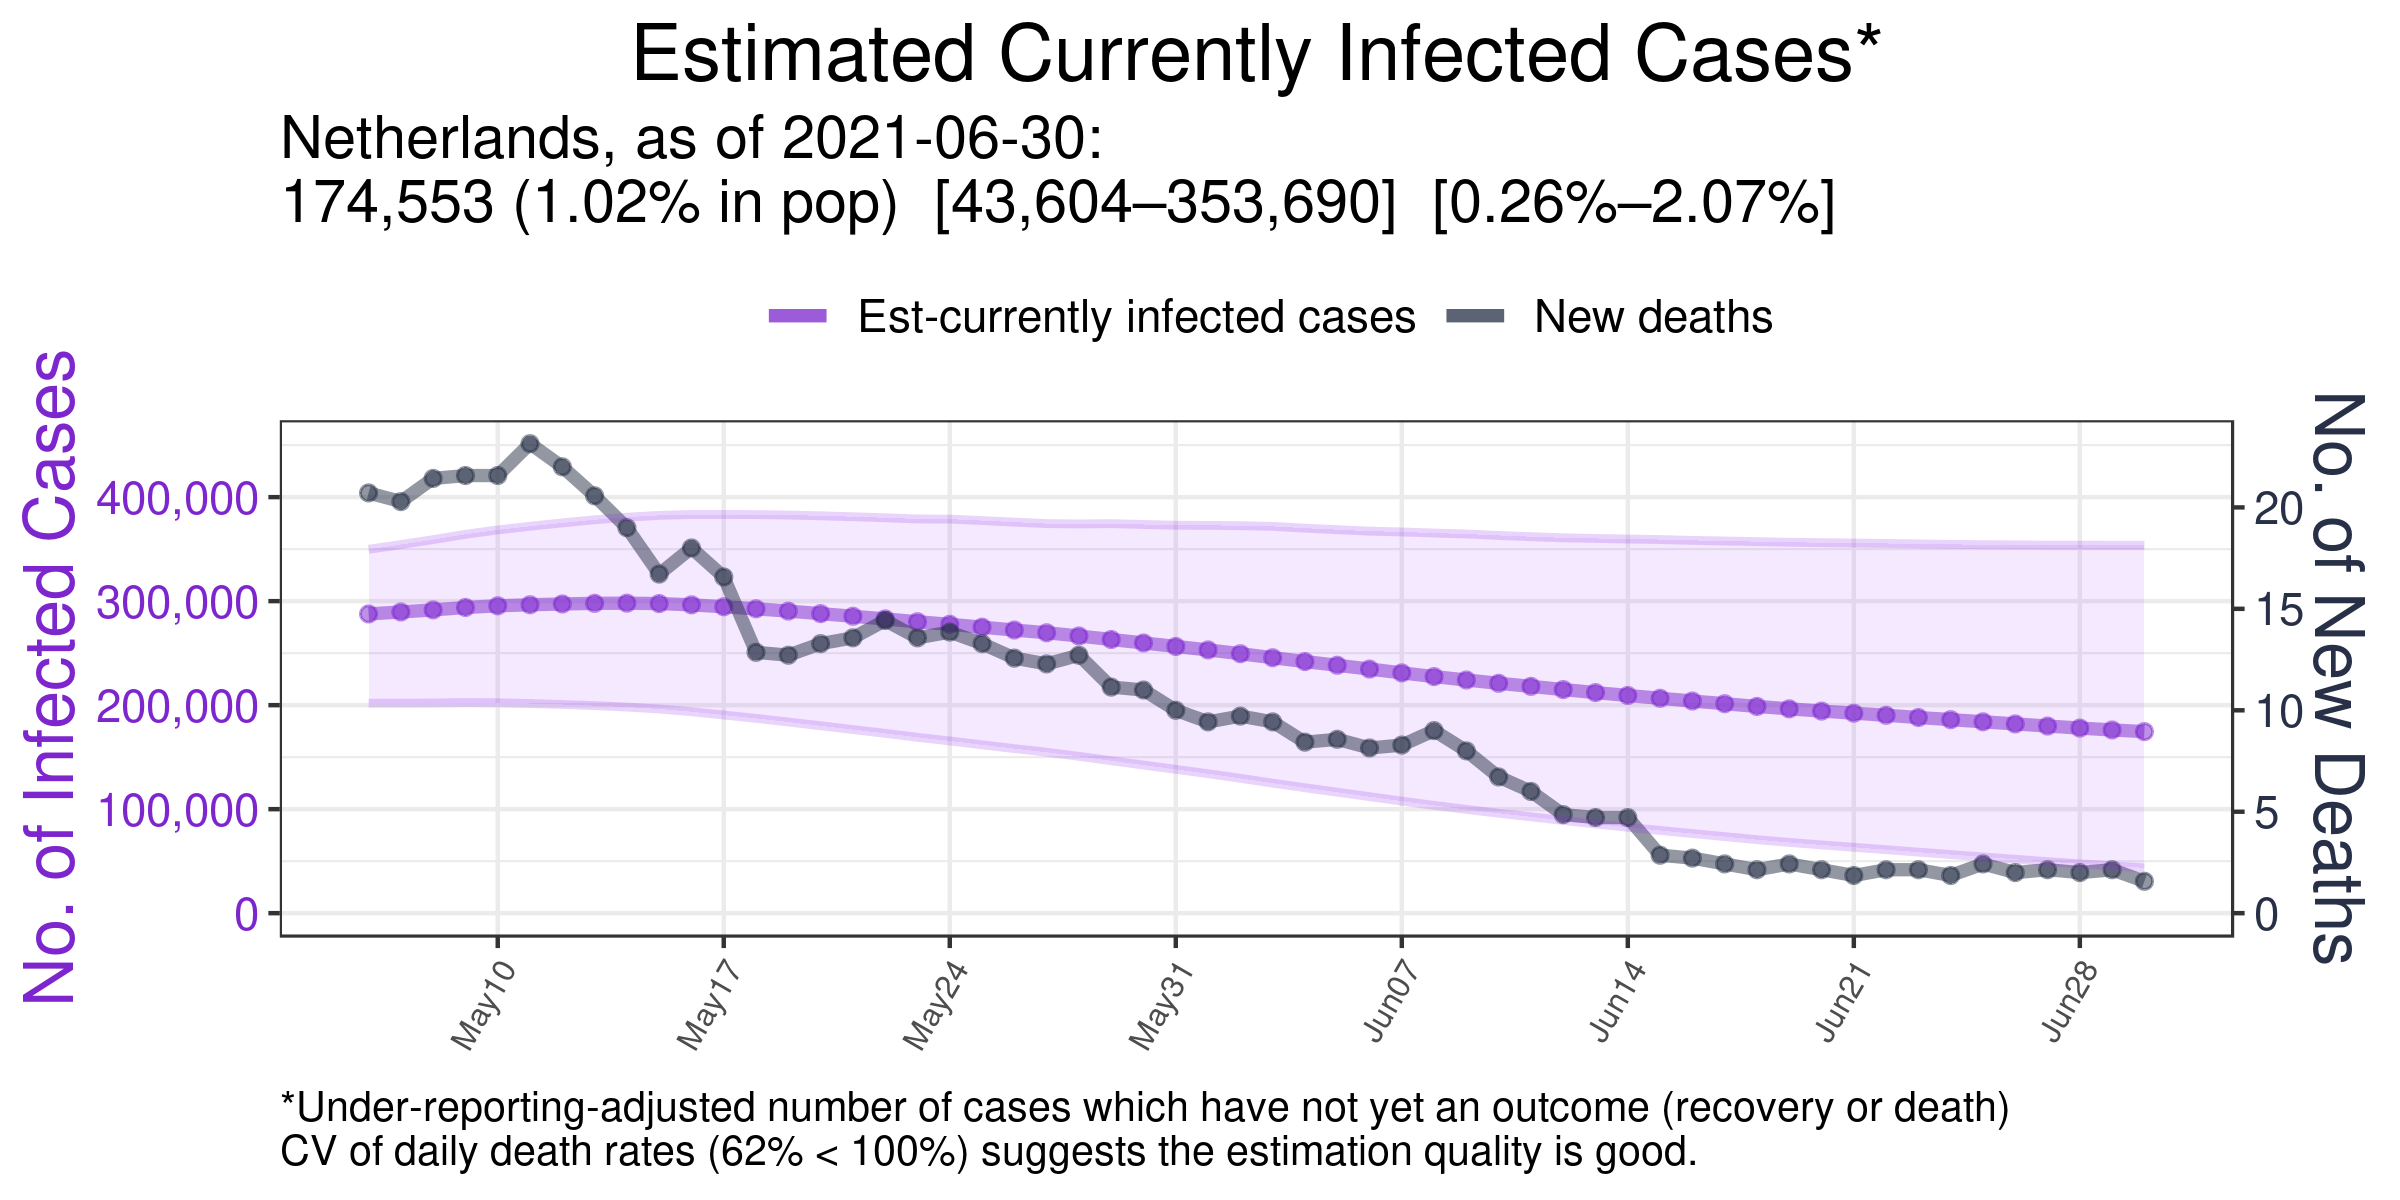 Estimated Currently Infected Cases*
Netherlands, as of 2021-06-30:
174,553 (1.02% in pop)  [43,604–353,690]  [0.26%–2.07%]
Est-currently infected cases
New deaths
No. of Infected Cases
400,000
300,000
200,000
100,000
0
No. of New Deaths
20
15
10
5
0
May10
May17
May24
May31
Jun07
Jun14
Jun21
Jun28
*Under-reporting-adjusted number of cases which have not yet an outcome (recovery or death)
CV of daily death rates (62% < 100%) suggests the estimation quality is good.